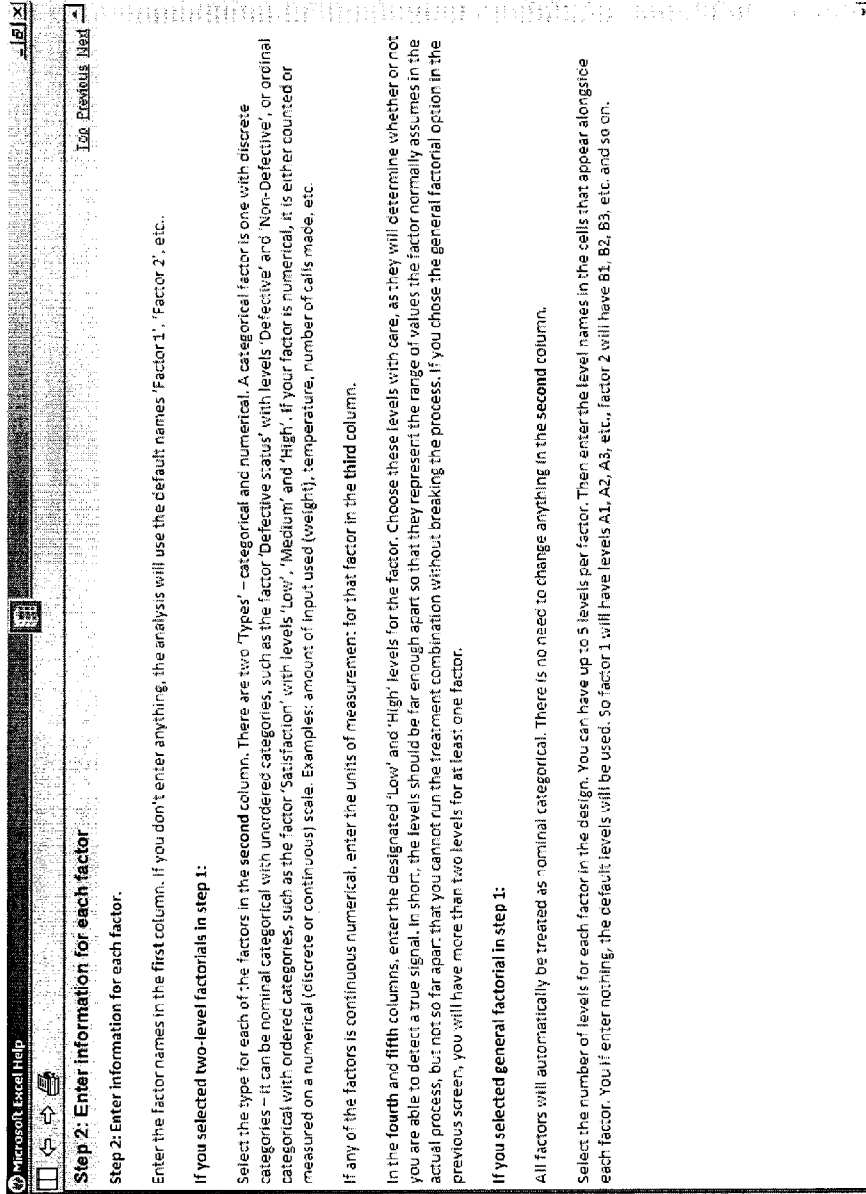 Microsoft Excel Help
Top Previous Next
Step 2: Enter information for each factor
Step 2: Enter information for each factor.
Enter the factor names in the first column. If you don't enter anything, the analysis will use the default names 'Factor 1', 'Factor 2', etc..
If you selected two-level factorials in step 1:
Select the type for each of the factors in the second column. There are two 'Types' – categorical and numerical. A categorical factor is one with discrete
categories – it can be nominal categorical with unordered categories, such as the factor 'Defective status' with levels 'Defective' and 'Non-Defective', or ordinal
categorical with ordered categories, such as the factor 'Satisfaction' with levels 'Low', 'Medium' and 'High'. If your factor is numerical, it is either counted or
measured on a numerical (discrete or continuous) scale. Examples: amount of input used (weight), temperature, number of calls made, etc.
If any of the factors is continuous numerical, enter the units of measurement for that factor in the third column.
In the fourth and fifth columns, enter the designated 'Low' and 'High' levels for the factor. Choose these levels with care, as they will determine whether or not
you are able to detect a true signal. In short, the levels should be far enough apart so that they represent the range of values the factor normally assumes in the
actual process, but not so far apart that you cannot run the treatment combination without breaking the process. If you chose the general factorial option in the
previous screen, you will have more than two levels for at least one factor.
If you selected general factorial in step 1:
All factors will automatically be treated as nominal categorical. There is no need to change anything in the second column.
Select the number of levels for each factor in the design. You can have up to 5 levels per factor. Then enter the level names in the cells that appear alongside
each factor. You if enter nothing, the default levels will be used. So factor 1 will have levels A1, A2, A3, etc., factor 2 will have B1, B2, B3, etc. and so on.